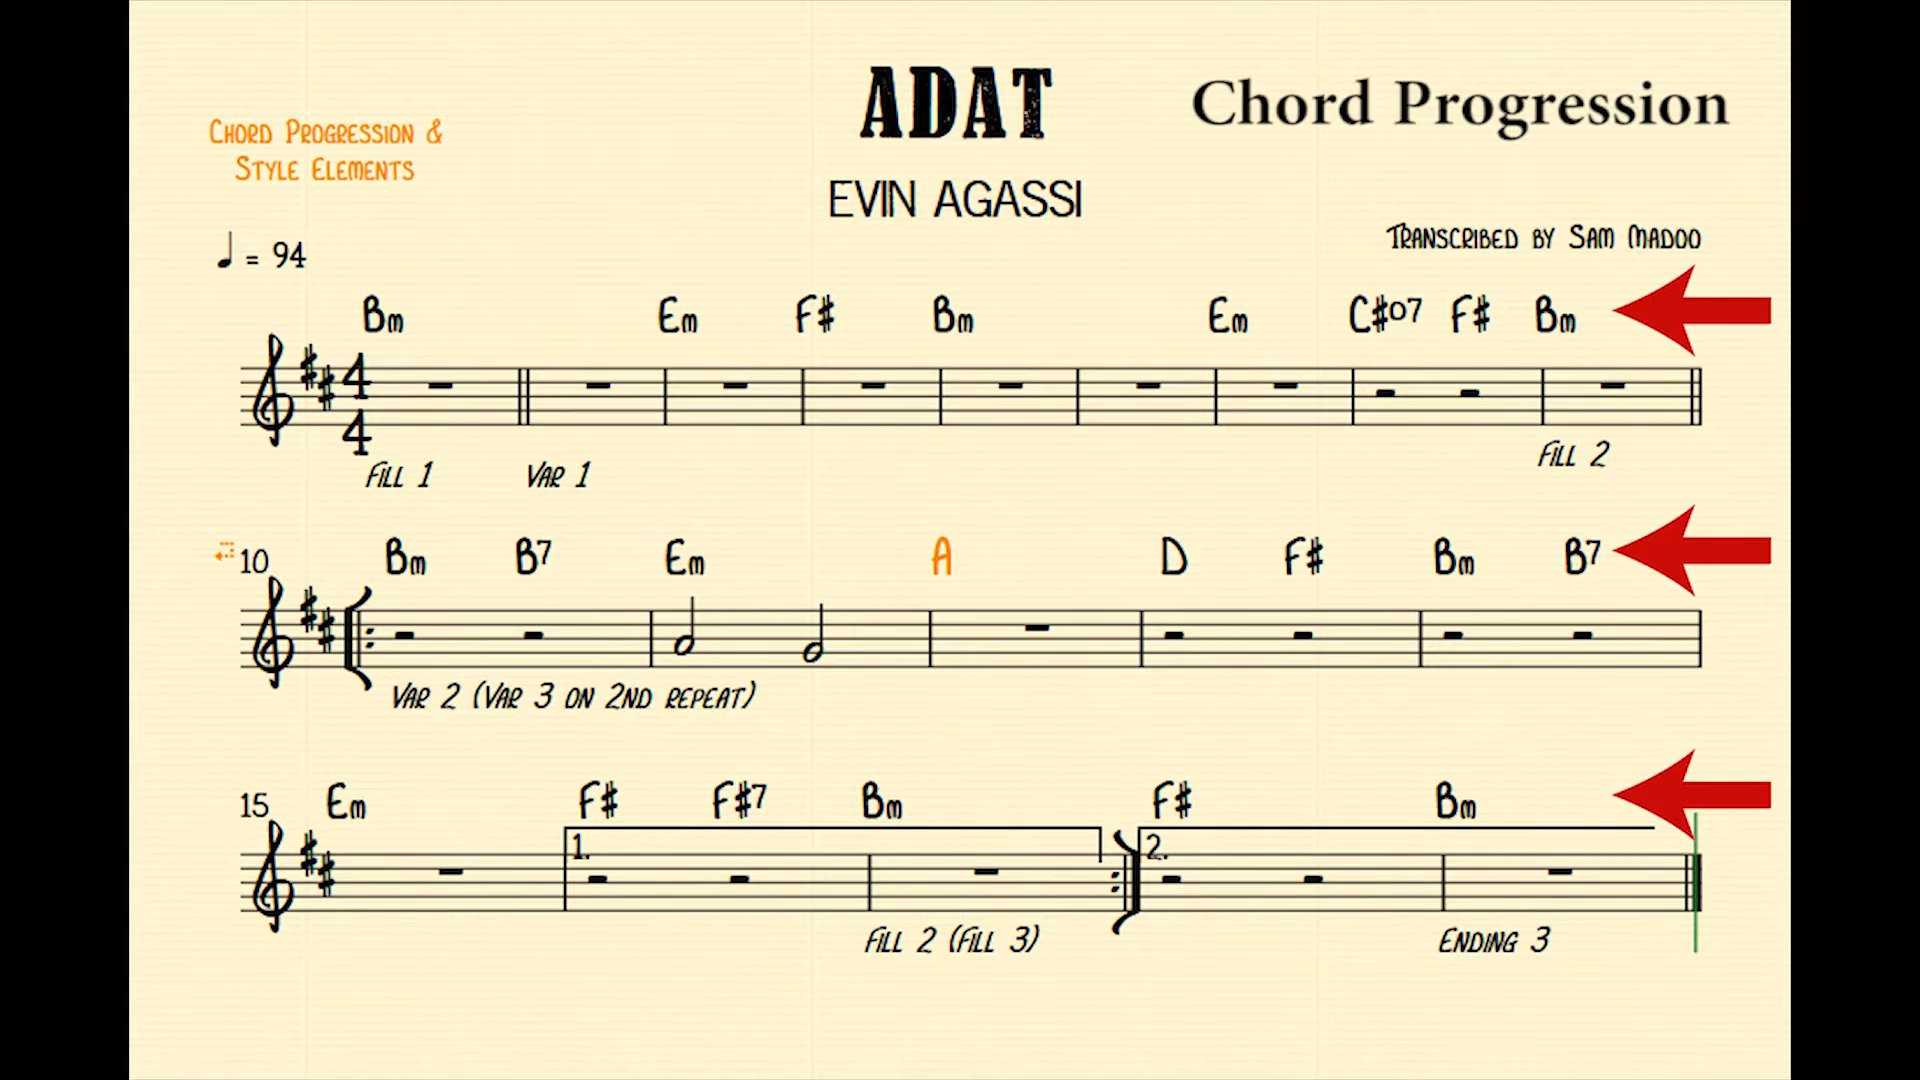 ADAT
Chord Progression
CHORD PROGRESSION &
STYLE ELEMENTS
EVIN AGASSI
TRANSCRIBED BY SAM MADOO
♩ = 94
Bm Em F♯ Bm Em C♯o7 F♯ Bm
4
4
FILL 1 VAR 1 FILL 2
10 Bm B7 Em A D F♯ Bm B7
VAR 2 (VAR 3 ON 2ND REPEAT)
15 Em F♯ F♯7 Bm F♯ Bm
1. 2.
FILL 2 (FILL 3) ENDING 3